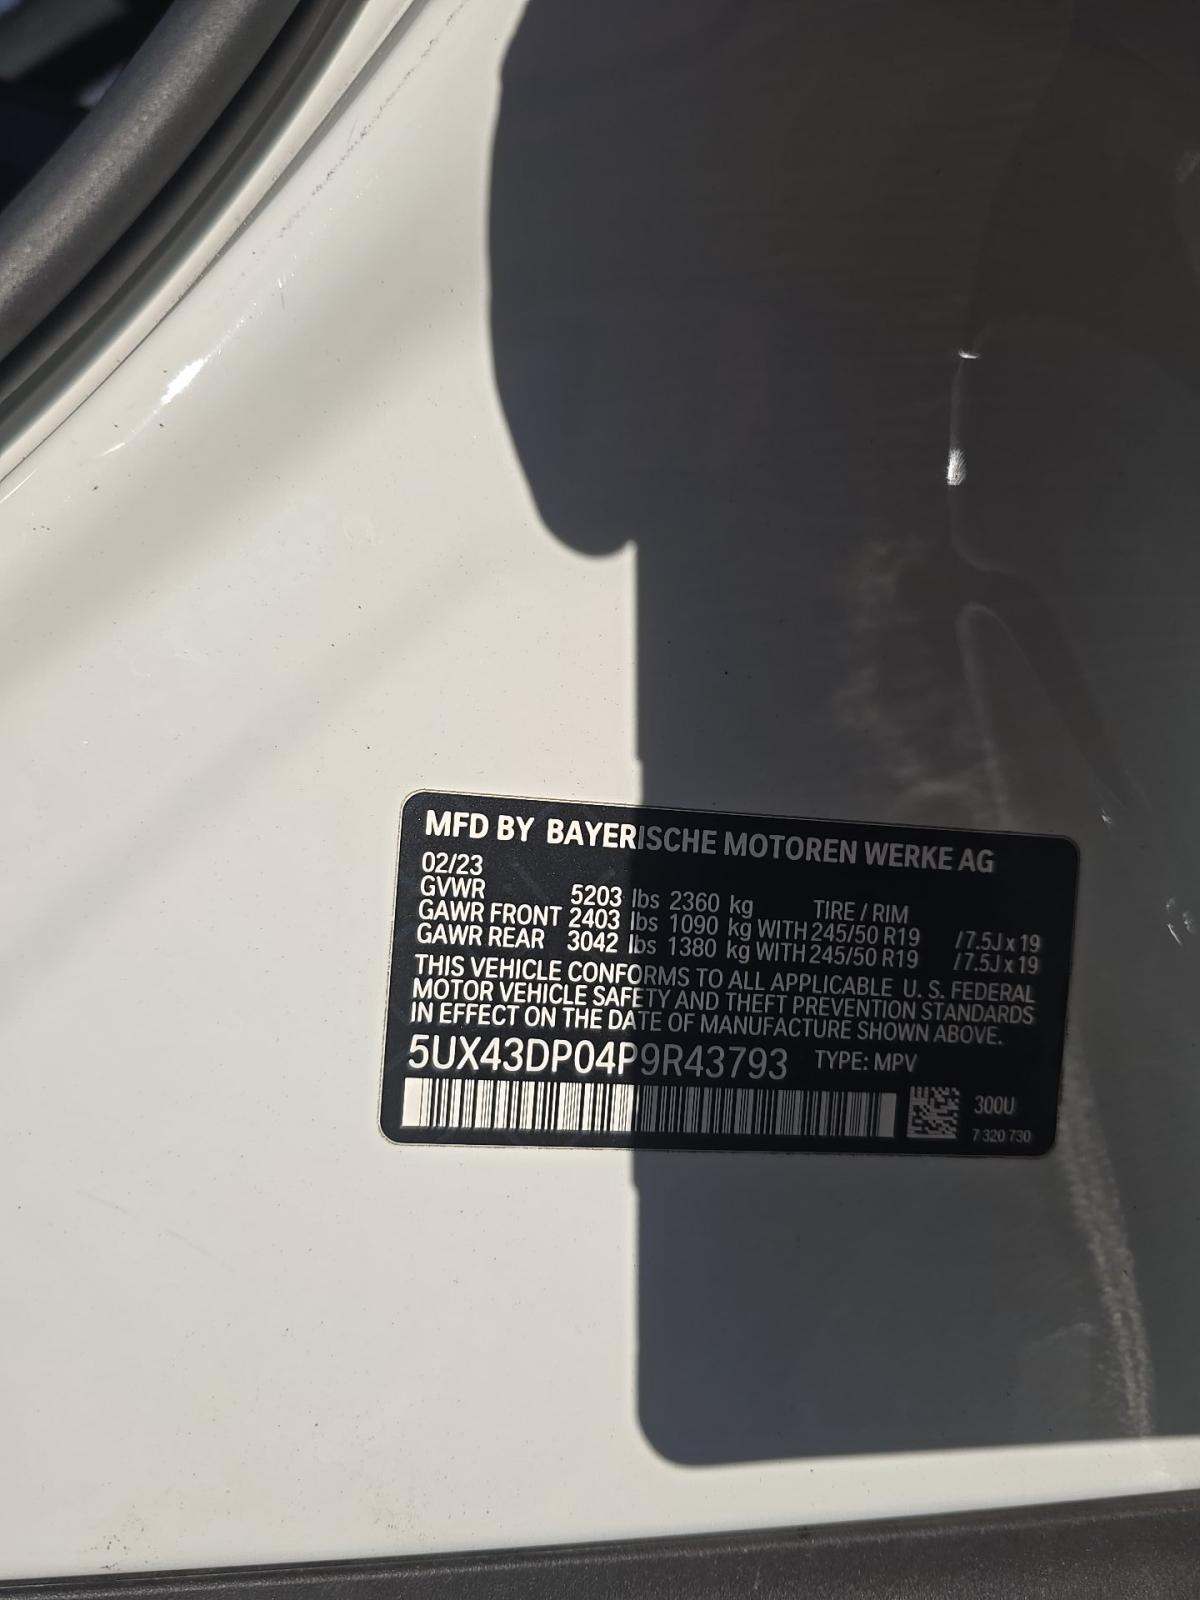 MFD BY BAYERISCHE MOTOREN WERKE AG
02/23
GVWR 5203 lbs 2360 kg TIRE / RIM
GAWR FRONT 2403 lbs 1090 kg WITH 245/50 R19 / 7.5J x 19
GAWR REAR 3042 lbs 1380 kg WITH 245/50 R19 / 7.5J x 19
THIS VEHICLE CONFORMS TO ALL APPLICABLE U. S. FEDERAL
MOTOR VEHICLE SAFETY AND THEFT PREVENTION STANDARDS
IN EFFECT ON THE DATE OF MANUFACTURE SHOWN ABOVE.
5UX43DP04P9R43793 TYPE: MPV
300U
7 320 730